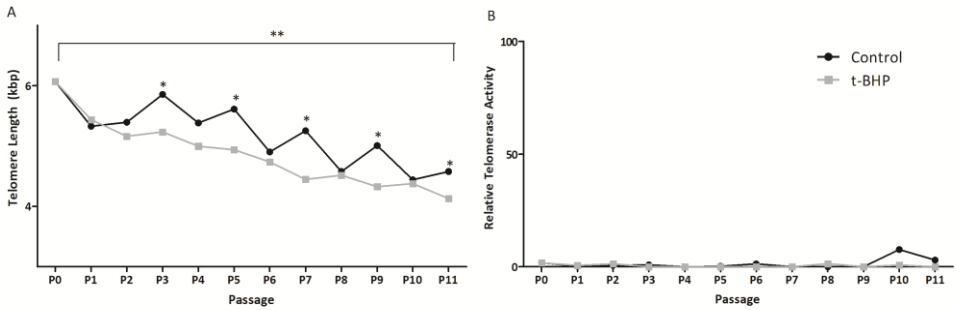 A
**
Telomere Length (kbp)
6
4
*
*
*
*
*
P0 P1 P2 P3 P4 P5 P6 P7 P8 P9 P10 P11
Passage
B
Relative Telomerase Activity
100
50
0
Control
t-BHP
P0 P1 P2 P3 P4 P5 P6 P7 P8 P9 P10 P11
Passage